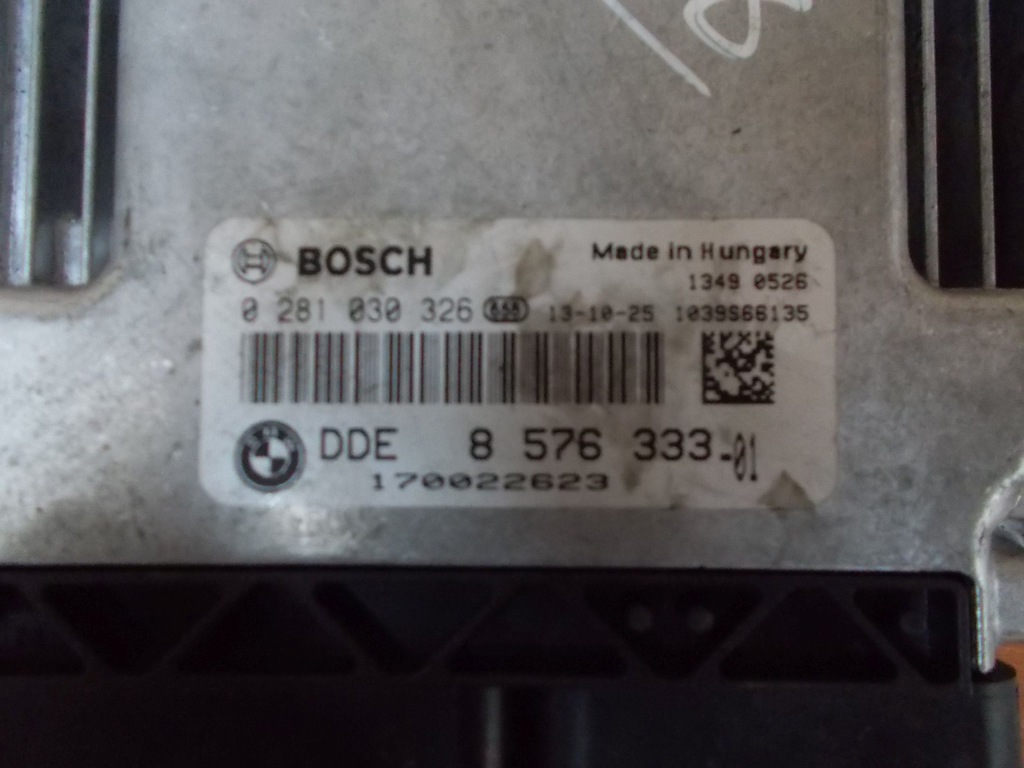 BOSCH
Made in Hungary
1349 0526
0 281 030 326 13-10-25 1039S66135
DDE 8 576 333-01
170022623